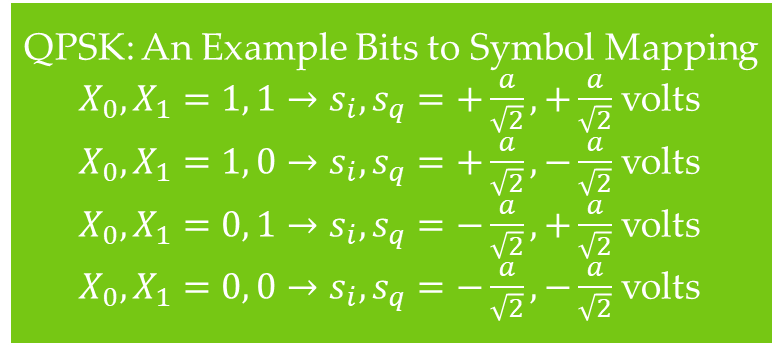 QPSK: An Example Bits to Symbol Mapping
X₀, X₁ = 1, 1 → sᵢ, s_q = +a/√2, +a/√2 volts
X₀, X₁ = 1, 0 → sᵢ, s_q = +a/√2, −a/√2 volts
X₀, X₁ = 0, 1 → sᵢ, s_q = −a/√2, +a/√2 volts
X₀, X₁ = 0, 0 → sᵢ, s_q = −a/√2, −a/√2 volts